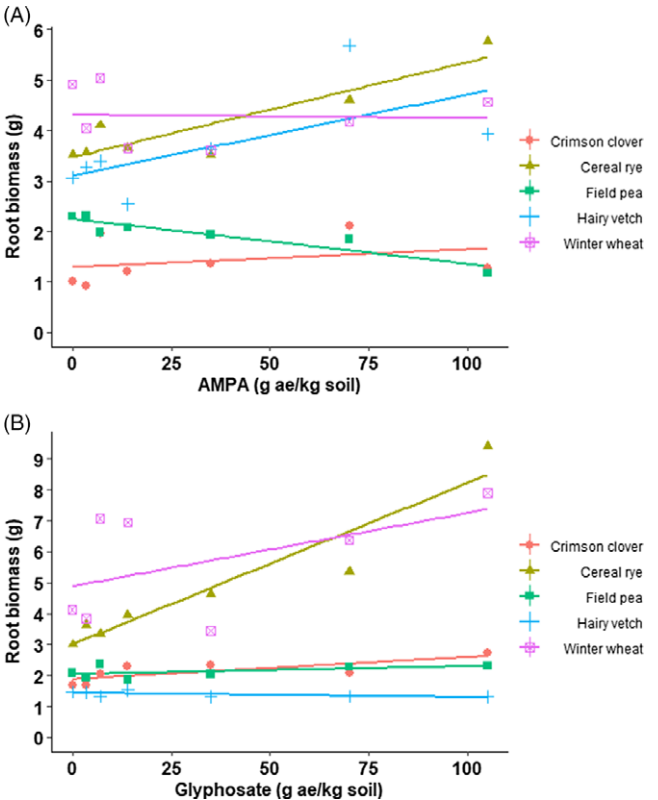 (A)
6
5
4
3
2
1
0
Root biomass (g)
0 25 50 75 100
AMPA (g ae/kg soil)
Crimson clover
Cereal rye
Field pea
Hairy vetch
Winter wheat
(B)
9
8
7
6
5
4
3
2
1
0
Root biomass (g)
0 25 50 75 100
Glyphosate (g ae/kg soil)
Crimson clover
Cereal rye
Field pea
Hairy vetch
Winter wheat